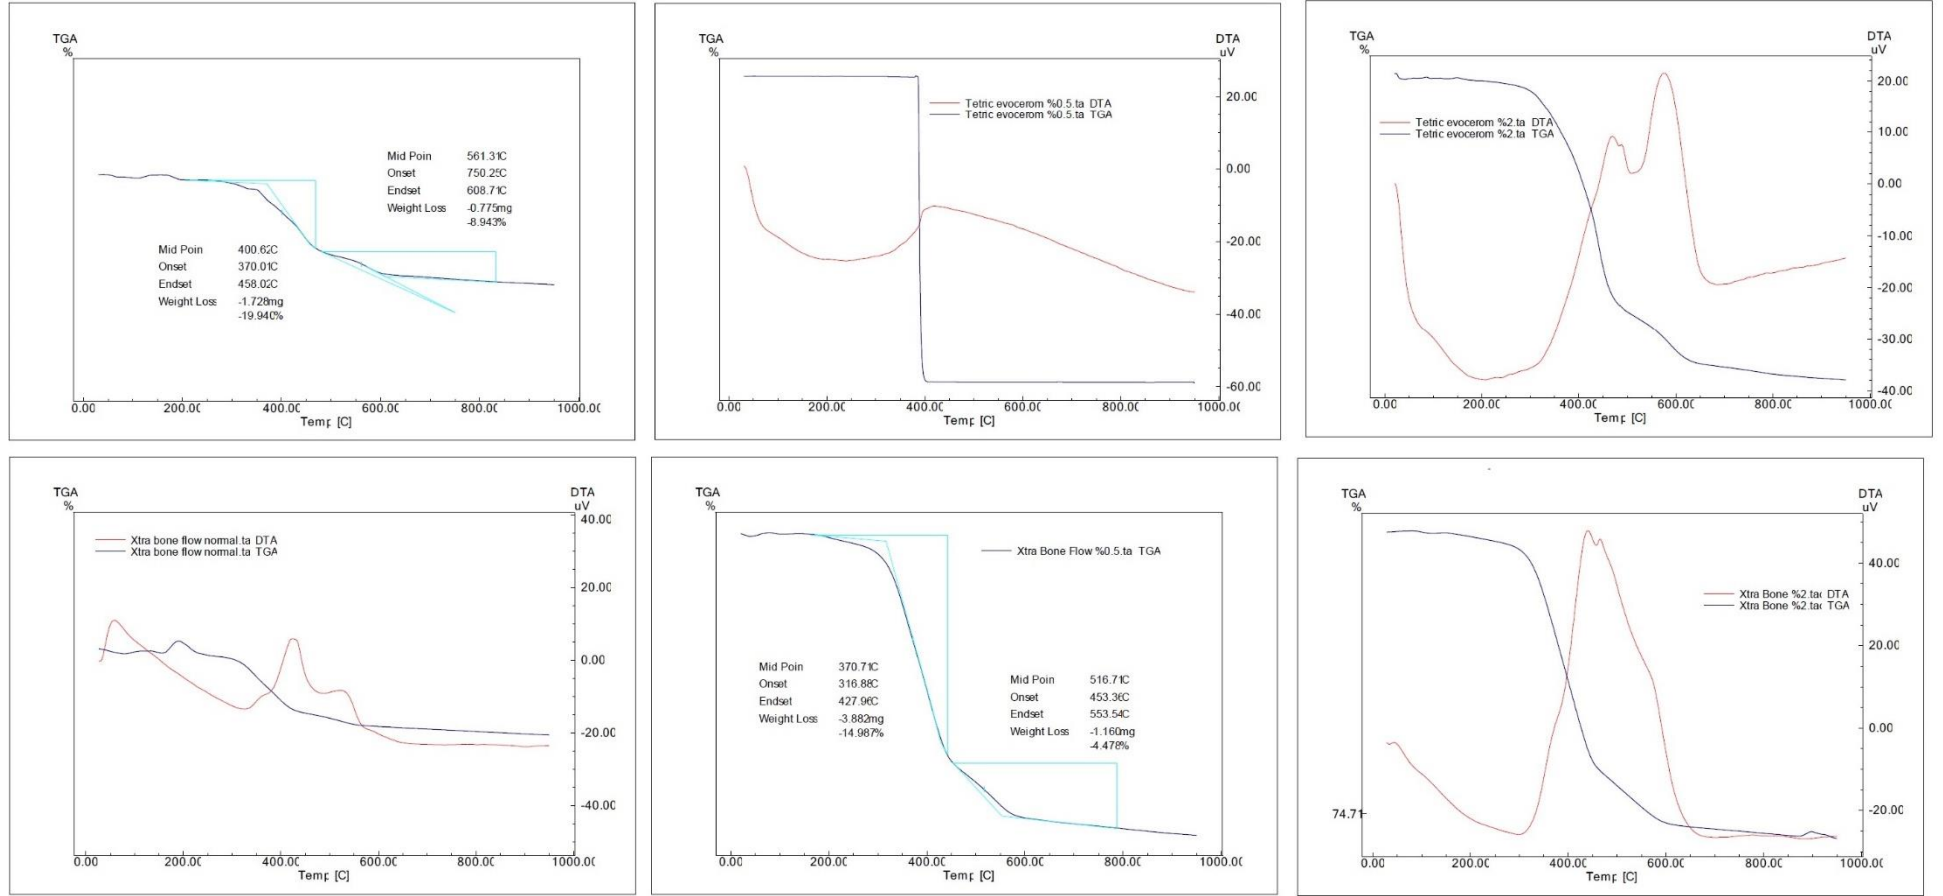 TGA
%
Mid Poin 561.31C
Onset 750.25C
Endset 608.71C
Weight Loss -0.775mg
-8.943%
Mid Poin 400.62C
Onset 370.01C
Endset 458.02C
Weight Loss -1.728mg
-19.940%
0.00 200.00 400.00 600.00 800.00 1000.00
Temp [C]
TGA
%
DTA
uV
Tetric evocerom %0.5.ta DTA
Tetric evocerom %0.5.ta TGA
20.00
0.00
-20.00
-40.00
-60.00
0.00 200.00 400.00 600.00 800.00 1000.00
Temp [C]
TGA
%
DTA
uV
Tetric evocerom %2.ta DTA
Tetric evocerom %2.ta TGA
20.00
10.00
0.00
-10.00
-20.00
-30.00
-40.00
0.00 200.00 400.00 600.00 800.00 1000.00
Temp [C]
TGA
%
DTA
uV
Xtra bone flow normal.ta DTA
Xtra bone flow normal.ta TGA
40.00
20.00
0.00
-20.00
-40.00
0.00 200.00 400.00 600.00 800.00 1000.00
Temp [C]
TGA
%
Xtra Bone Flow %0.5.ta TGA
Mid Poin 370.71C
Onset 316.88C
Endset 427.96C
Weight Loss -3.882mg
-14.987%
Mid Poin 516.71C
Onset 453.36C
Endset 553.54C
Weight Loss -1.160mg
-4.478%
0.00 200.00 400.00 600.00 800.00 1000.00
Temp [C]
TGA
%
DTA
uV
Xtra Bone %2.tad DTA
Xtra Bone %2.tad TGA
40.00
20.00
0.00
-20.00
74.71
0.00 200.00 400.00 600.00 800.00 1000.00
Temp [C]